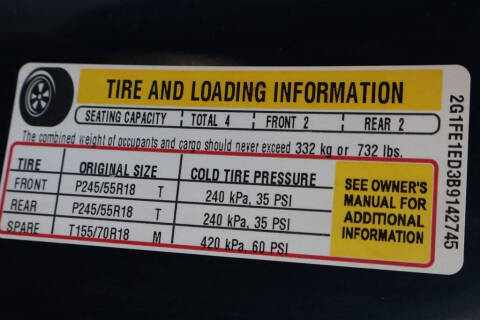 TIRE AND LOADING INFORMATION
SEATING CAPACITY TOTAL 4 FRONT 2 REAR 2
The combined weight of occupants and cargo should never exceed 332 kg or 732 lbs.
TIRE ORIGINAL SIZE COLD TIRE PRESSURE
FRONT P245/55R18 T 240 kPa, 35 PSI
REAR P245/55R18 T 240 kPa, 35 PSI
SPARE T155/70R18 M 420 kPa, 60 PSI
SEE OWNER'S
MANUAL FOR
ADDITIONAL
INFORMATION
2G1FE1ED3B9142745